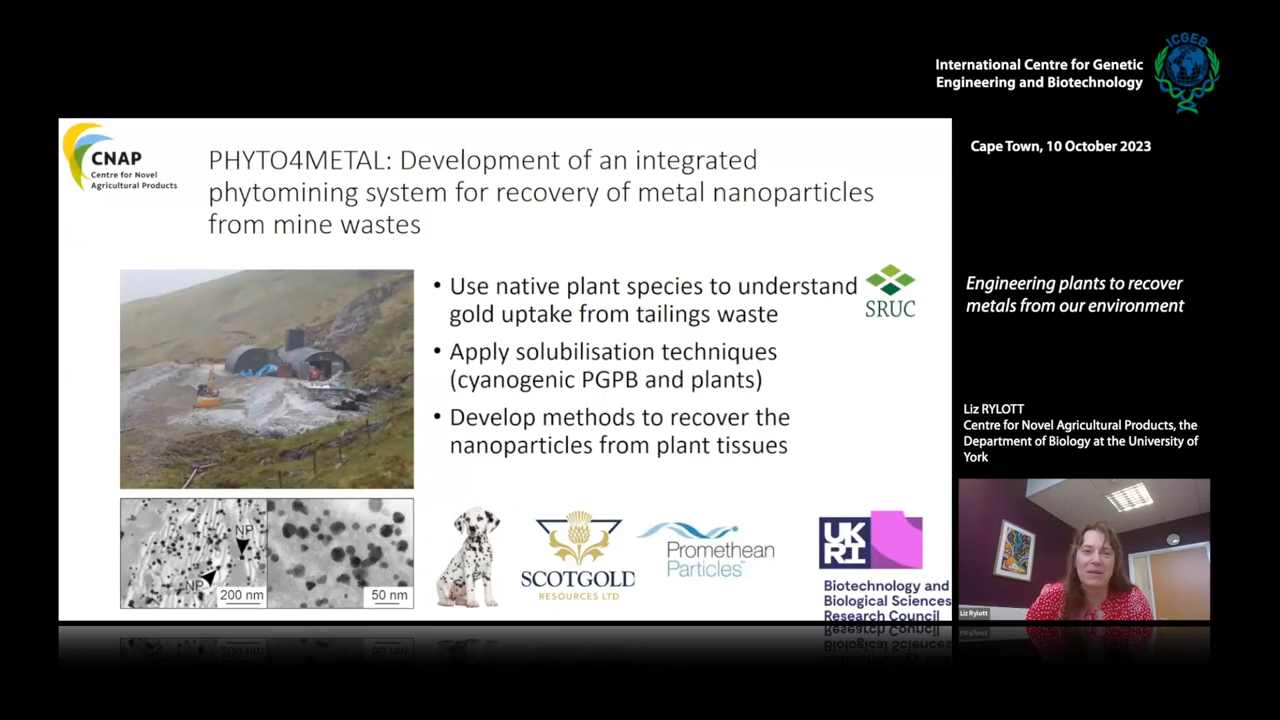 International Centre for Genetic
Engineering and Biotechnology
ICGEB
Cape Town, 10 October 2023
CNAP
Centre for Novel
Agricultural Products
PHYTO4METAL: Development of an integrated
phytomining system for recovery of metal nanoparticles
from mine wastes
• Use native plant species to understand
gold uptake from tailings waste
SRUC
• Apply solubilisation techniques
(cyanogenic PGPB and plants)
• Develop methods to recover the
nanoparticles from plant tissues
NP
NP
200 nm
50 nm
SCOTGOLD
RESOURCES LTD
Promethean
Particles
UK
RI
Biotechnology and
Biological Sciences
Research Council
Engineering plants to recover
metals from our environment
Liz RYLOTT
Centre for Novel Agricultural Products, the
Department of Biology at the University of
York
Liz Rylott